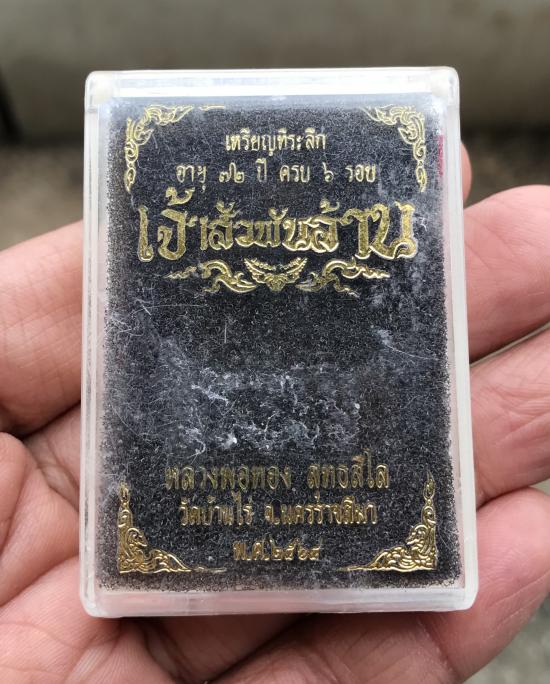 เหรียญที่ระลึก
อายุ ๗๒ ปี ครบ ๖ รอบ
เจ้าสัวพันล้าน
หลวงพ่อทอง สุทธสีโล
วัดบ้านไร่ จ.นครราชสีมา
พ.ศ.๒๕๖๔